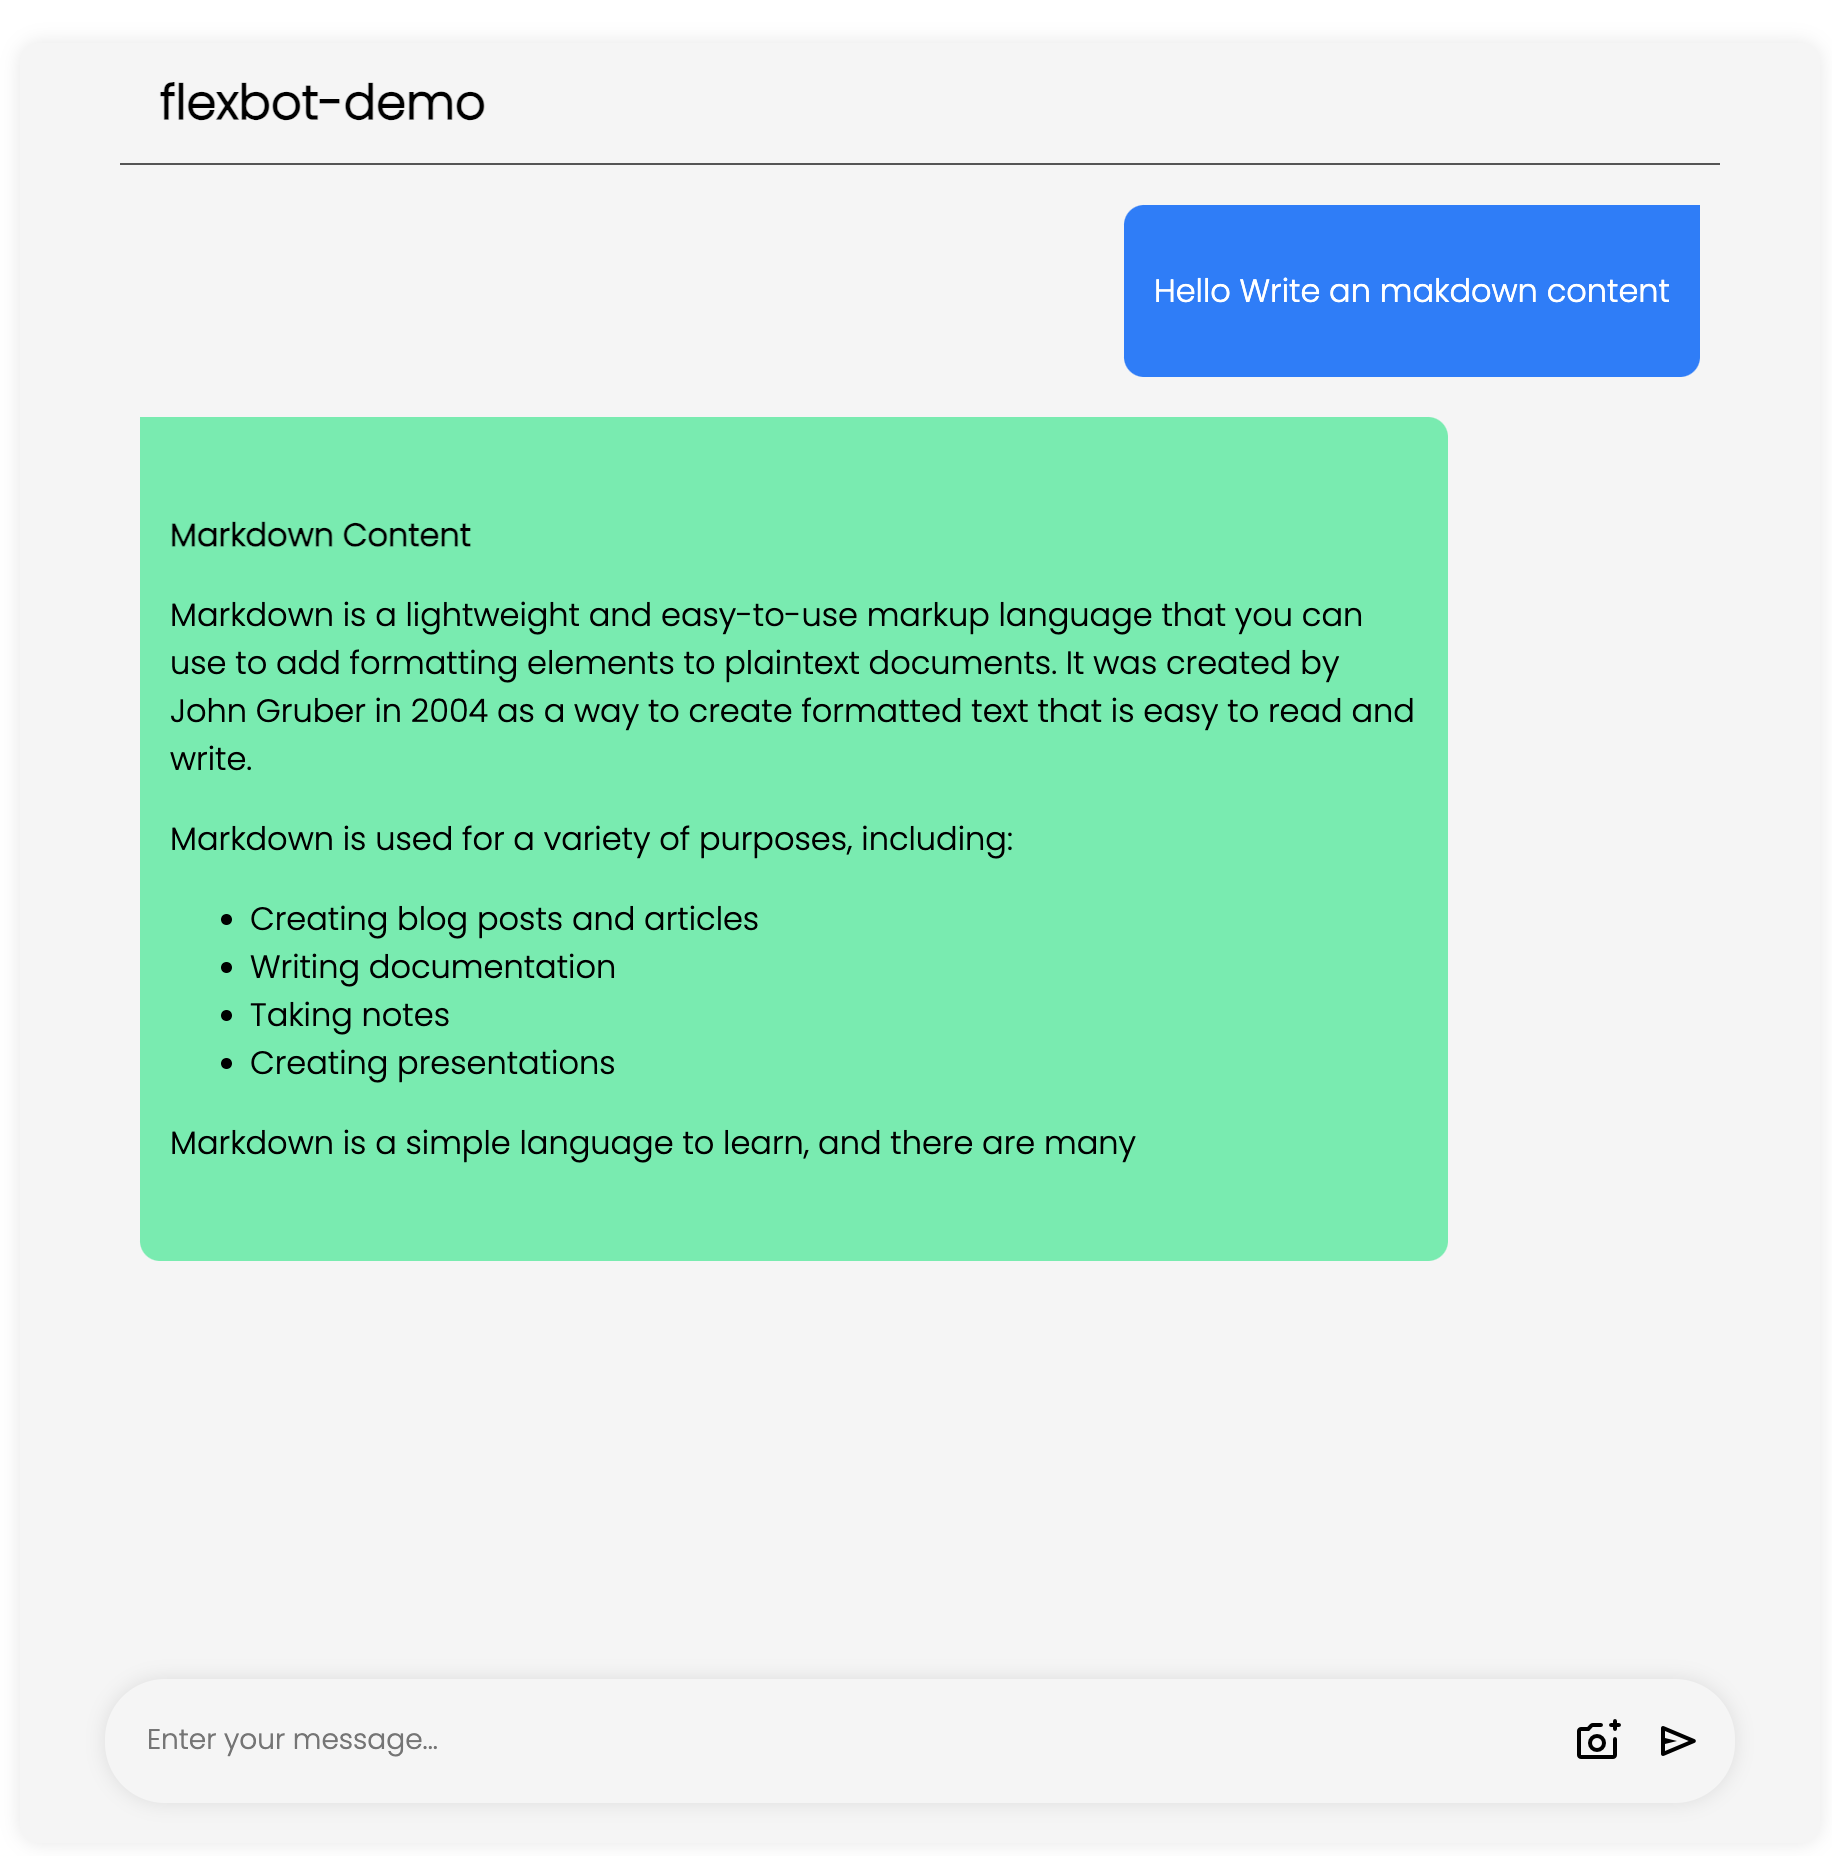 flexbot-demo
Hello Write an makdown content
Markdown Content
Markdown is a lightweight and easy-to-use markup language that you can
use to add formatting elements to plaintext documents. It was created by
John Gruber in 2004 as a way to create formatted text that is easy to read and
write.
Markdown is used for a variety of purposes, including:
• Creating blog posts and articles
• Writing documentation
• Taking notes
• Creating presentations
Markdown is a simple language to learn, and there are many
Enter your message...